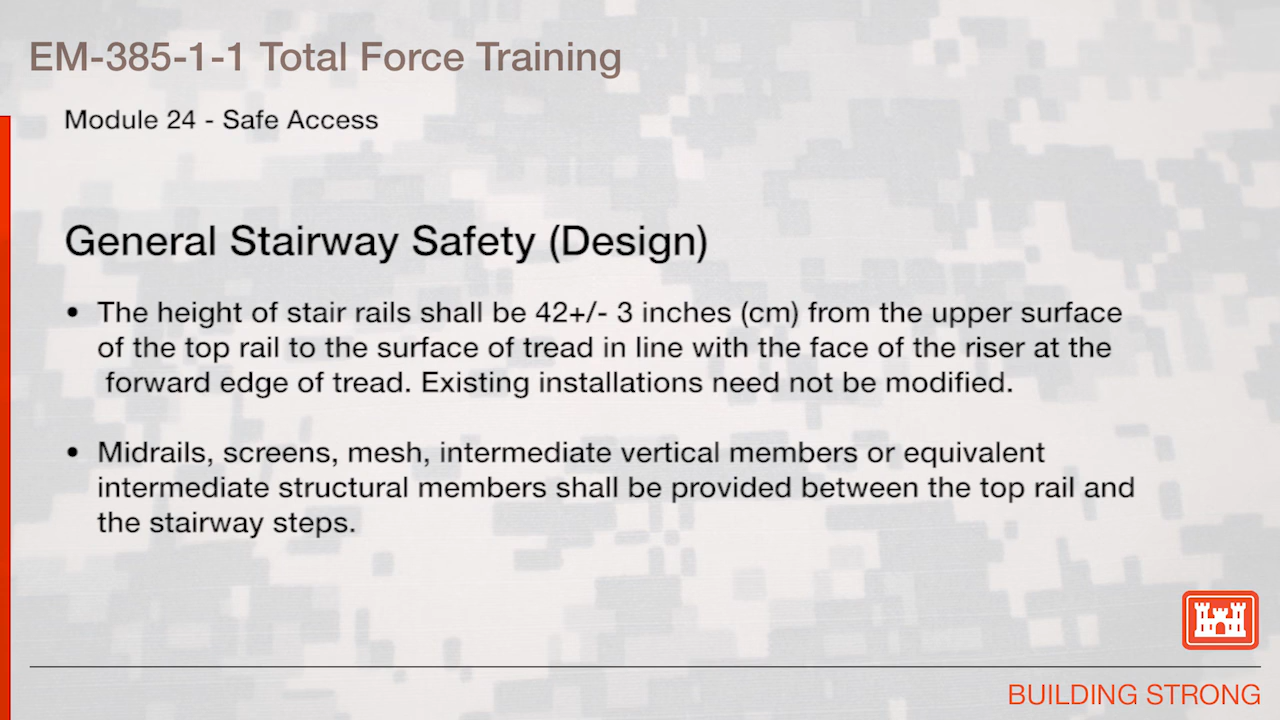 EM-385-1-1 Total Force Training
Module 24 - Safe Access
General Stairway Safety (Design)
• The height of stair rails shall be 42+/- 3 inches (cm) from the upper surface
of the top rail to the surface of tread in line with the face of the riser at the
forward edge of tread. Existing installations need not be modified.
• Midrails, screens, mesh, intermediate vertical members or equivalent
intermediate structural members shall be provided between the top rail and
the stairway steps.
BUILDING STRONG